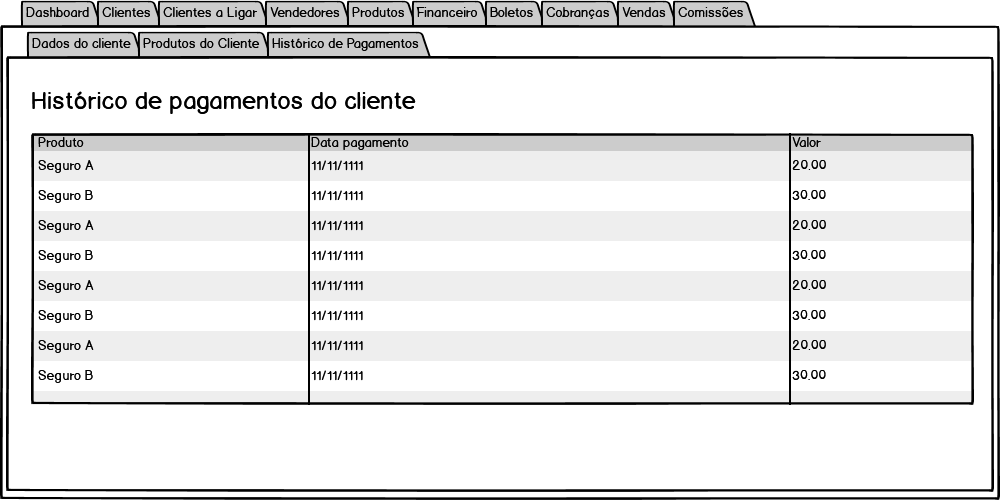 Dashboard Clientes Clientes a Ligar Vendedores Produtos Financeiro Boletos Cobranças Vendas Comissões
Dados do cliente Produtos do Cliente Histórico de Pagamentos
Histórico de pagamentos do cliente
Produto Data pagamento Valor
Seguro A 11/11/1111 20.00
Seguro B 11/11/1111 30.00
Seguro A 11/11/1111 20.00
Seguro B 11/11/1111 30.00
Seguro A 11/11/1111 20.00
Seguro B 11/11/1111 30.00
Seguro A 11/11/1111 20.00
Seguro B 11/11/1111 30.00